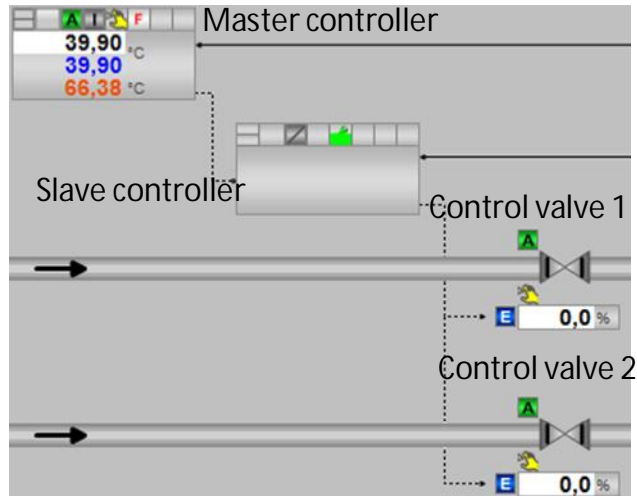 A I F Master controller
39,90 °C
39,90
66,38 °C
Slave controller
Control valve 1
A
E 0,0 %
Control valve 2
A
E 0,0 %